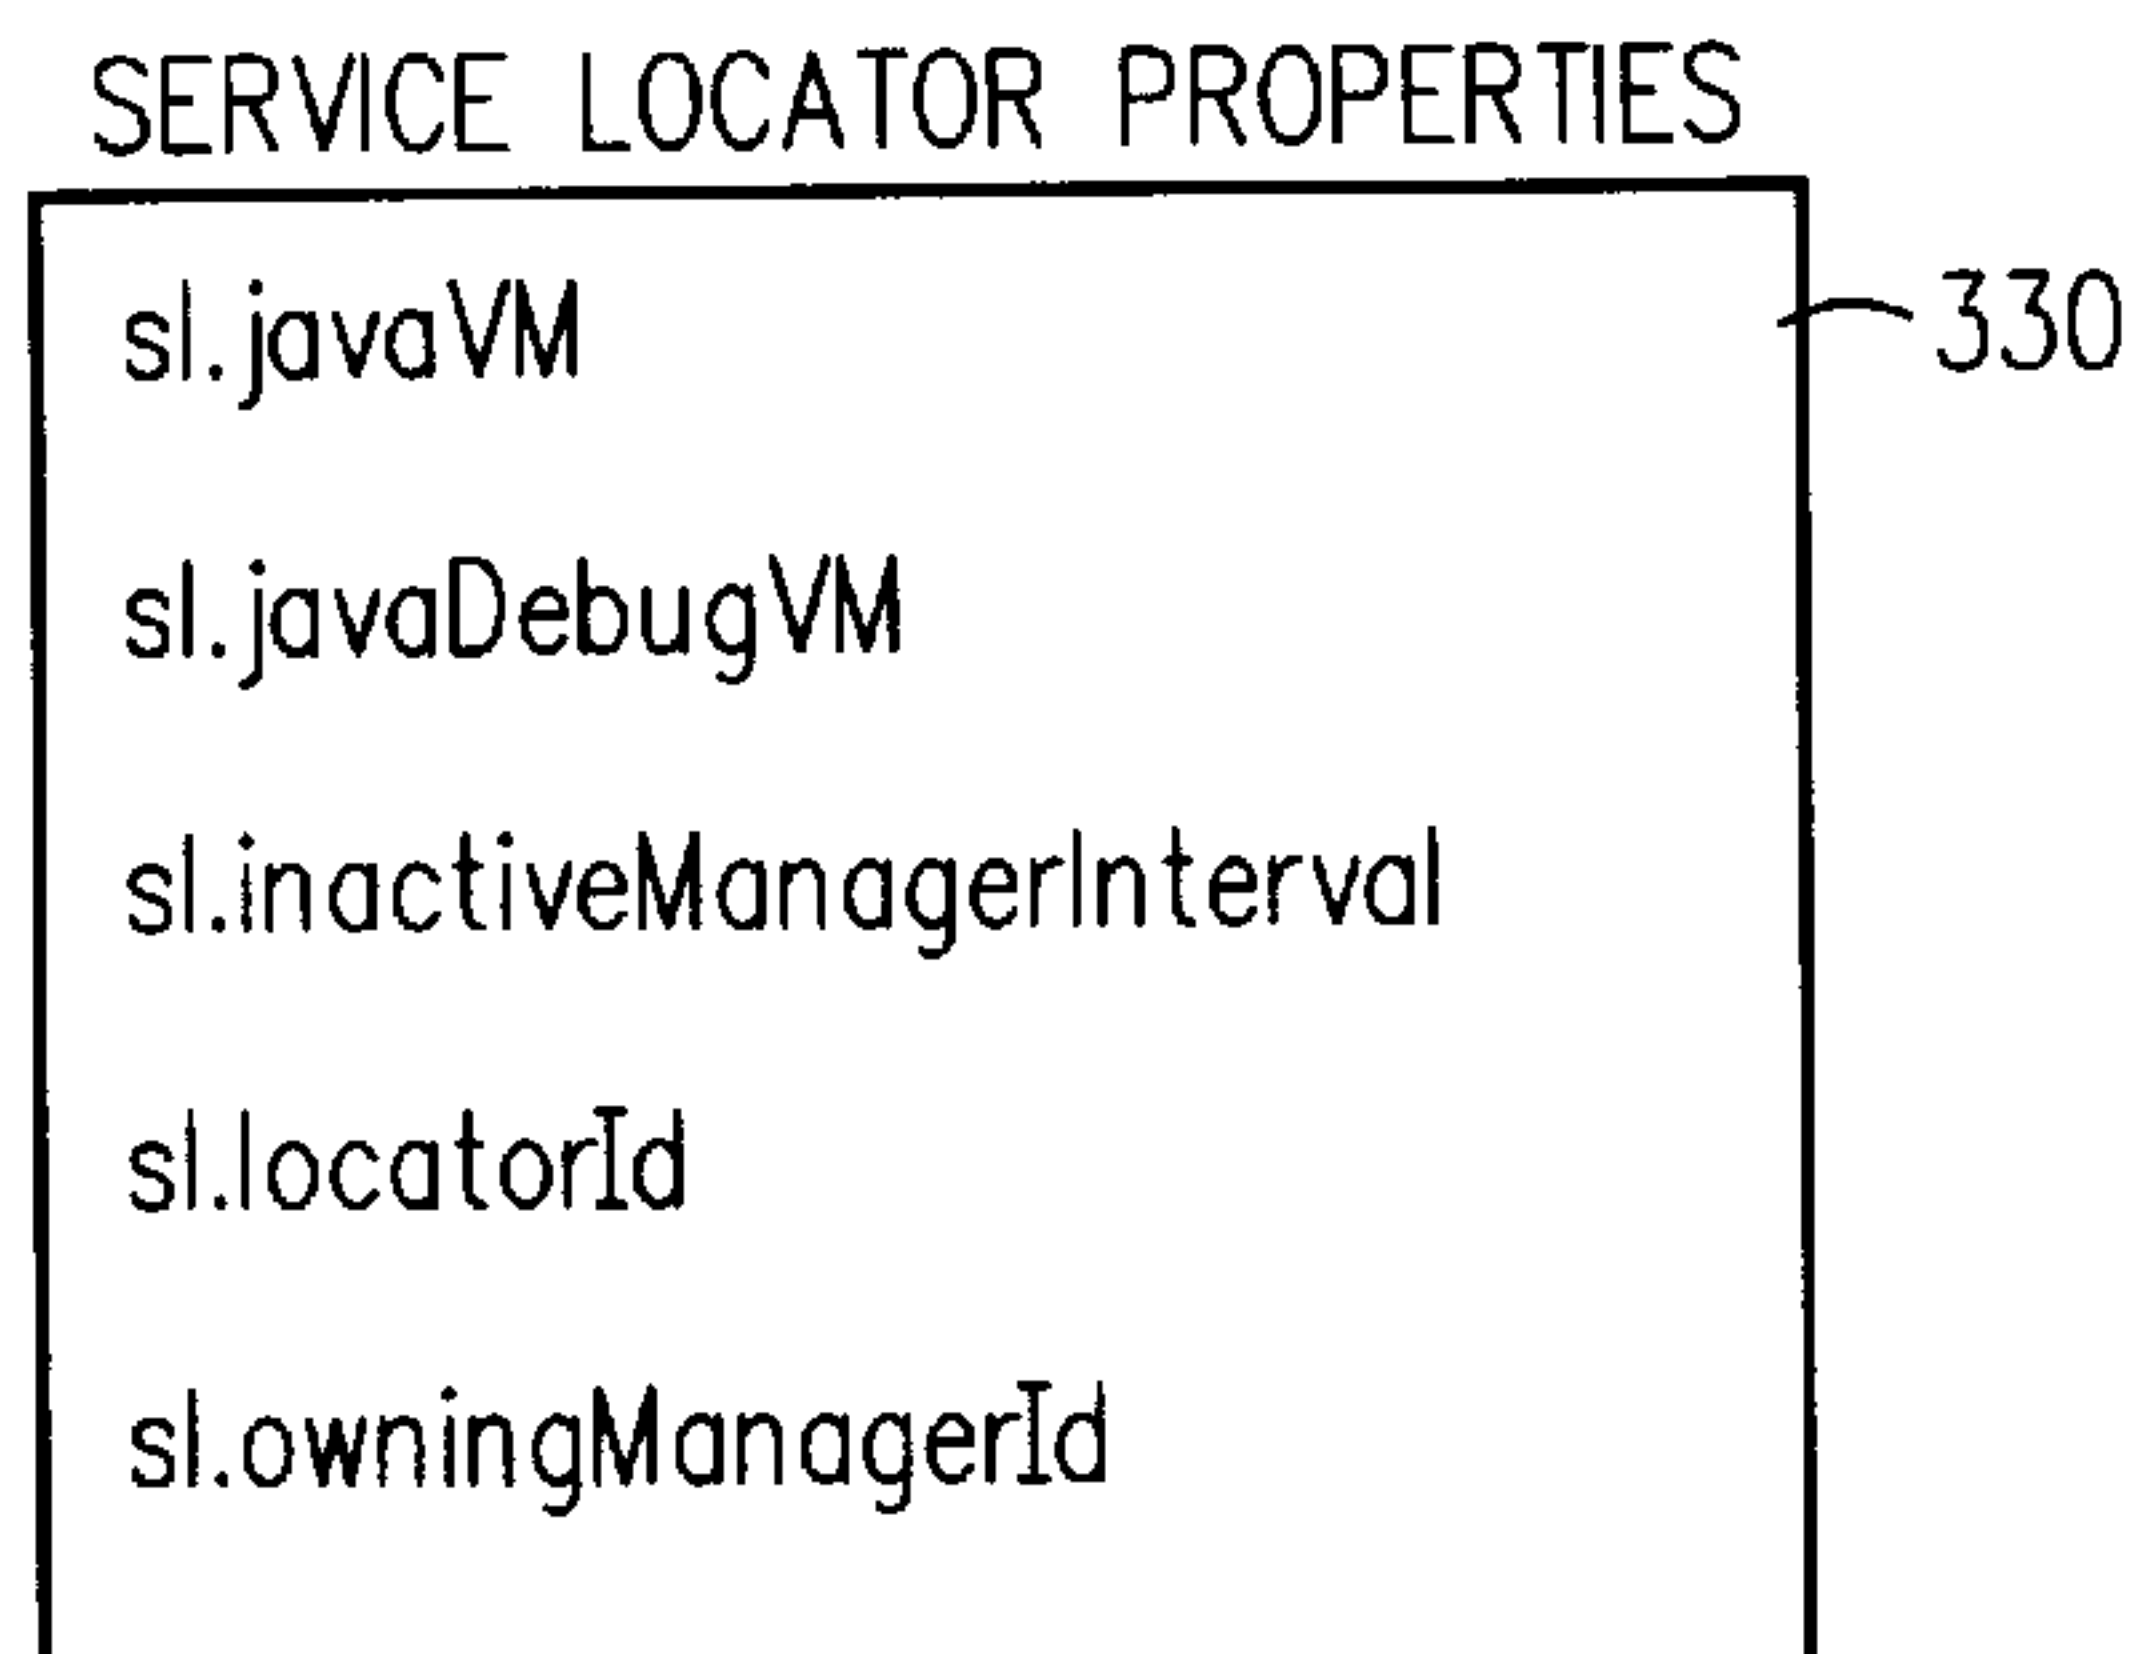 SERVICE LOCATOR PROPERTIES
sl.javaVM
330
sl.javaDebugVM
sl.inactiveManagerInterval
sl.locatorId
sl.owningManagerId